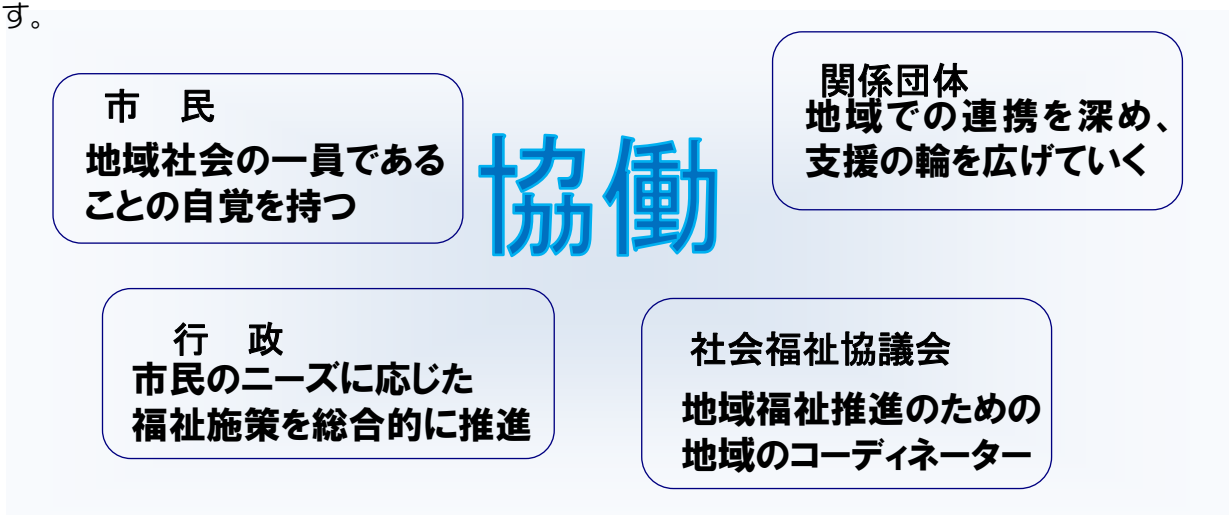 す。
市　民
地域社会の一員である
ことの自覚を持つ
協働
関係団体
地域での連携を深め、
支援の輪を広げていく
行　政
市民のニーズに応じた
福祉施策を総合的に推進
社会福祉協議会
地域福祉推進のための
地域のコーディネーター